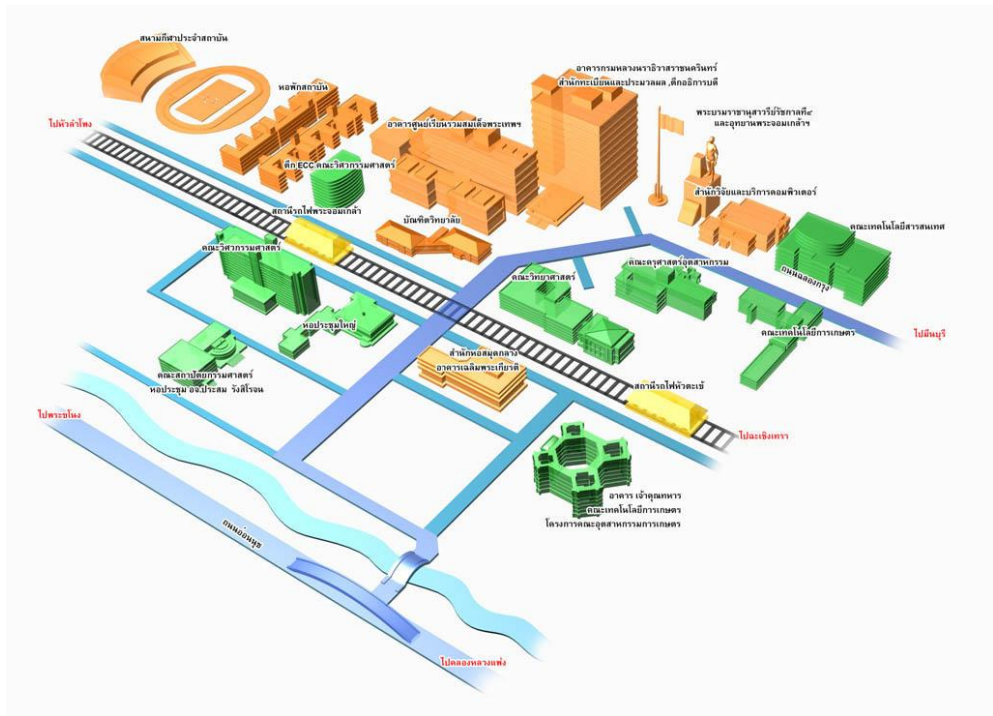 สนามกีฬาประจำสถาบัน
อาคารกรมหลวงนราธิวาสราชนครินทร์
สำนักทะเบียนและประมวลผล ,ตึกอธิการบดี
หอพักสถาบัน
พระบรมราชานุสาวรีย์รัชกาลที่๔
และอุทยานพระจอมเกล้าฯ
ไปหัวลำโพง
อาคารศูนย์เรียนรวมสมเด็จพระเทพฯ
ตึก ECC คณะวิศวกรรมศาสตร์
สำนักวิจัยและบริการคอมพิวเตอร์
สถานีรถไฟพระจอมเกล้า
บัณฑิตวิทยาลัย
คณะเทคโนโลยีสารสนเทศ
คณะวิศวกรรมศาสตร์
คณะวิทยาศาสตร์
คณะครุศาสตร์อุตสาหกรรม
ถนนฉลองกรุง
หอประชุมใหญ่
คณะเทคโนโลยีการเกษตร
ไปมีนบุรี
สำนักหอสมุดกลาง
อาคารเฉลิมพระเกียรติ
คณะสถาปัตยกรรมศาสตร์
หอประชุม อจ.ประสม รังสิโรจน์
สถานีรถไฟหัวตะเข้
ไปพระขโนง
ไปฉะเชิงเทรา
อาคาร เจ้าคุณทหาร
คณะเทคโนโลยีการเกษตร
โครงการคณะอุตสาหกรรมการเกษตร
ถนนอ่อนนุช
ไปคลองหลวงแพ่ง